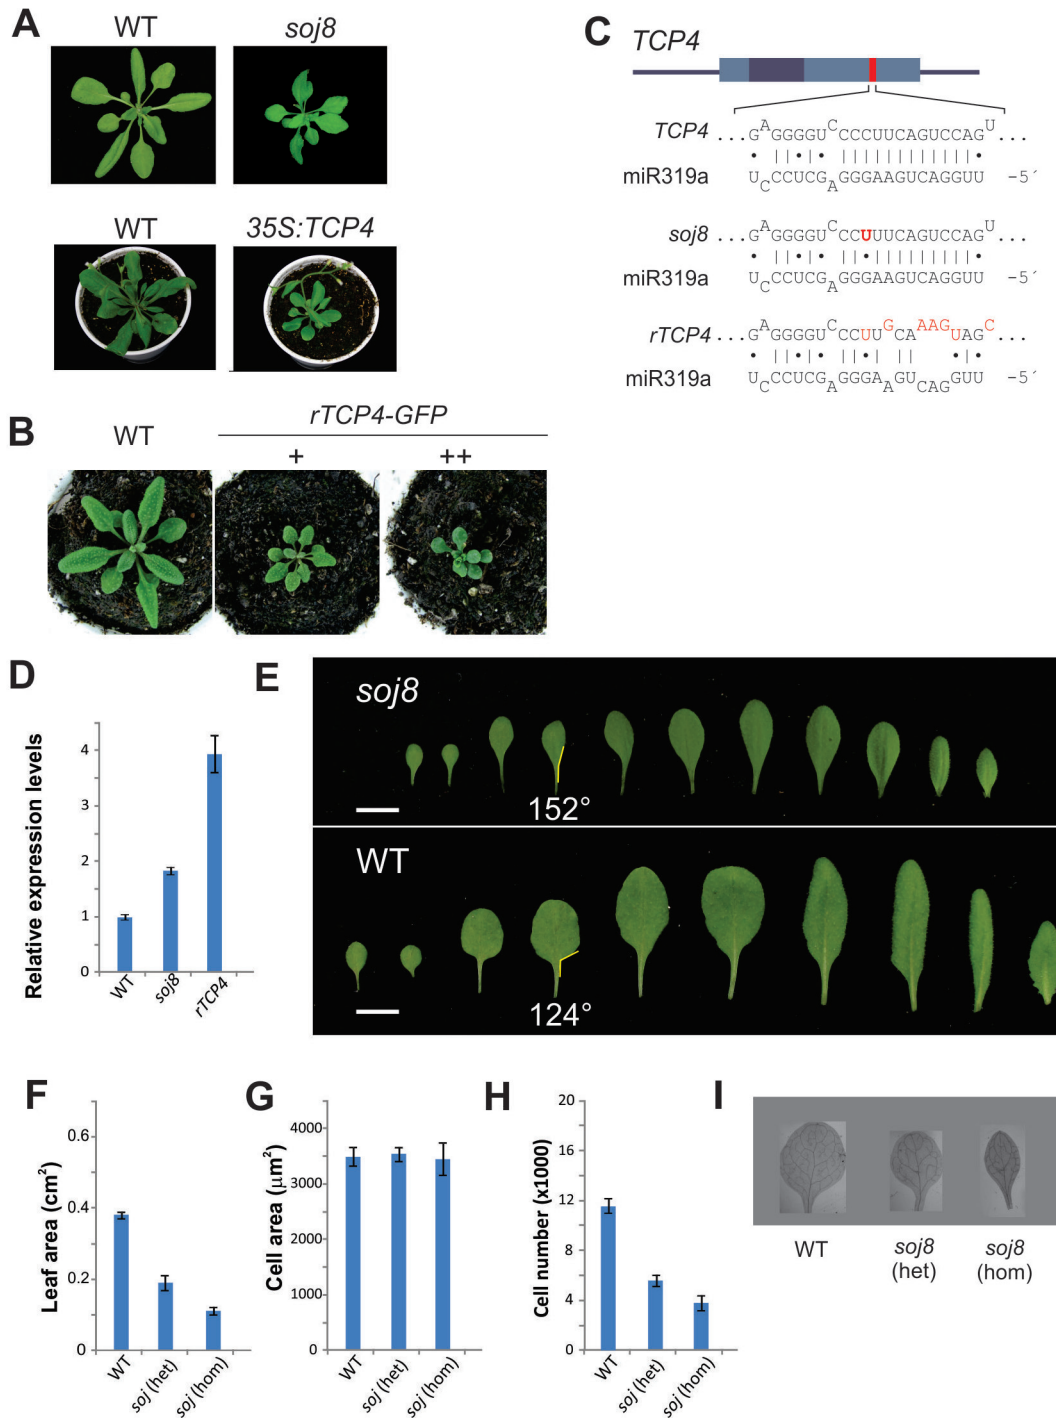 A
WT
soj8
WT
35S:TCP4
B
WT
rTCP4-GFP
+
++
C
TCP4
TCP4 ...GAGGGGUCCCCUUCAGUCCAGU...
miR319a UCCCUCGAGGGAAGUCAGGUU -5´
soj8 ...GAGGGGUCCCUUUCAGUCCAGU...
miR319a UCCCUCGAGGGAAGUCAGGUU -5´
rTCP4 ...GAGGGGUCCCUUGCAAAGUAGC...
miR319a UCCCUCGAGGGAAGUCAGGUU -5´
D
Relative expression levels
4
3
2
1
0
WT
soj8
rTCP4
E
soj8
152°
WT
124°
F
Leaf area (cm²)
0.6
0.4
0.2
0
WT
soj (het)
soj (hom)
G
Cell area (µm²)
4000
3000
2000
1000
0
WT
soj (het)
soj (hom)
H
Cell number (x1000)
20
16
12
8
4
0
WT
soj (het)
soj (hom)
I
WT
soj8
(het)
soj8
(hom)